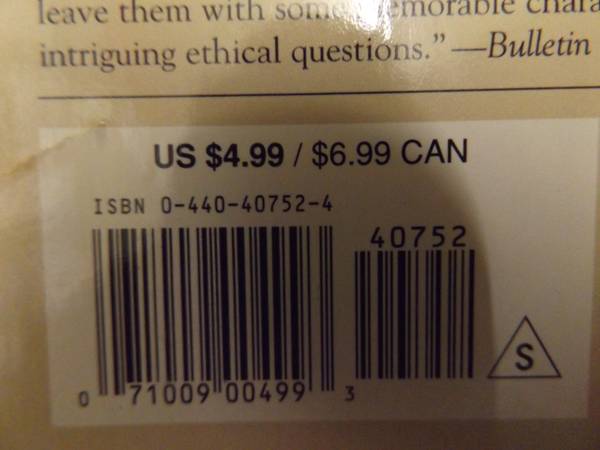 leave them with
intriguing ethical questions." —Bulletin
US $4.99 / $6.99 CAN
ISBN 0-440-40752-4
40752
S
0 71009 00499 3